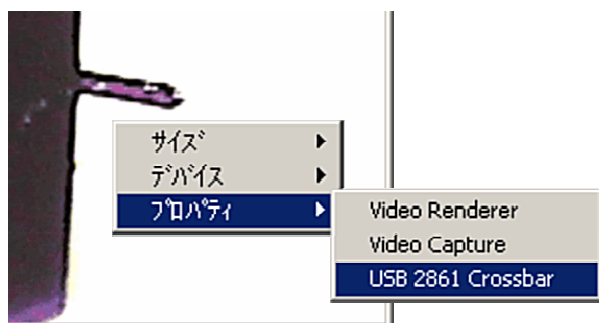 ｻｲｽﾞ
ﾃﾞﾊﾞｲｽ
ﾌﾟﾛﾊﾟﾃｨ
Video Renderer
Video Capture
USB 2861 Crossbar